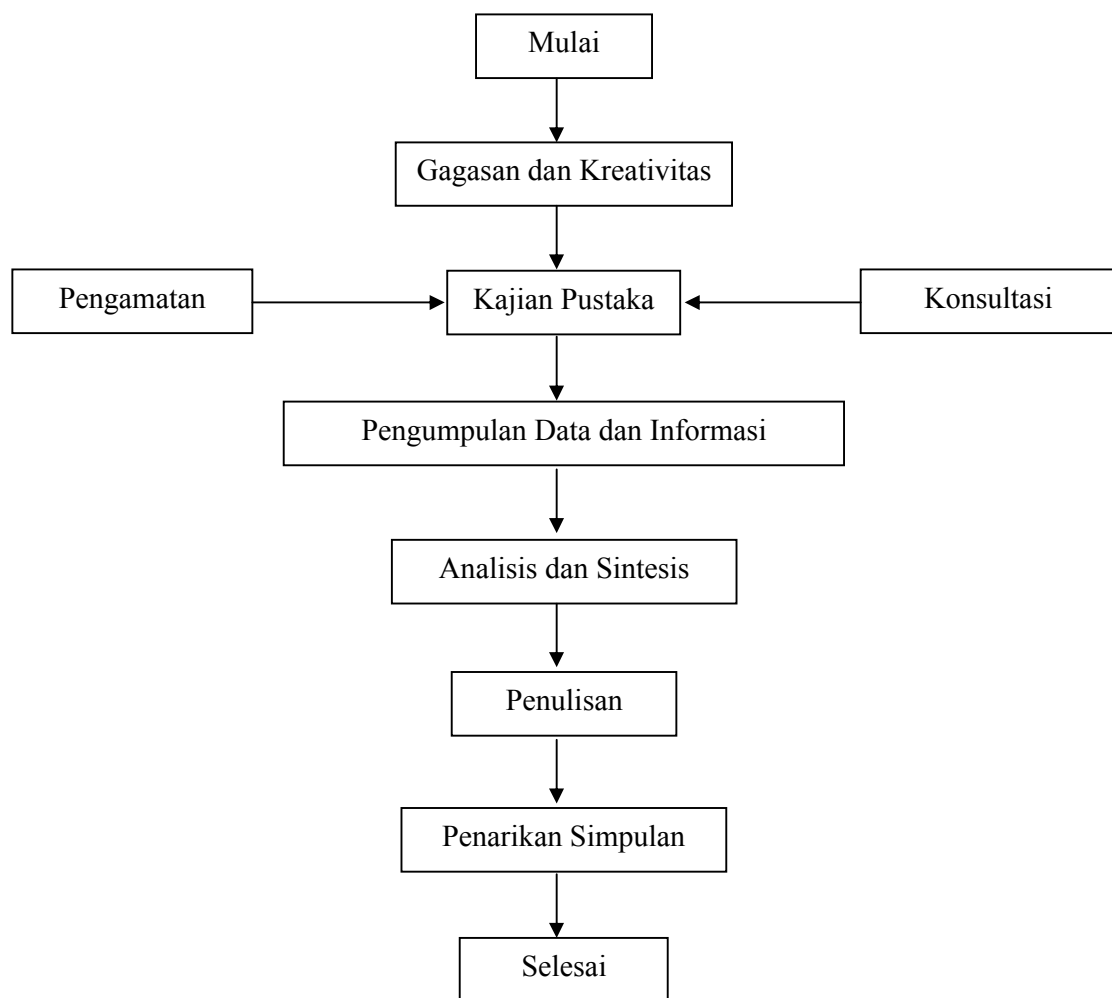 Mulai
Gagasan dan Kreativitas
Pengamatan
Kajian Pustaka
Konsultasi
Pengumpulan Data dan Informasi
Analisis dan Sintesis
Penulisan
Penarikan Simpulan
Selesai